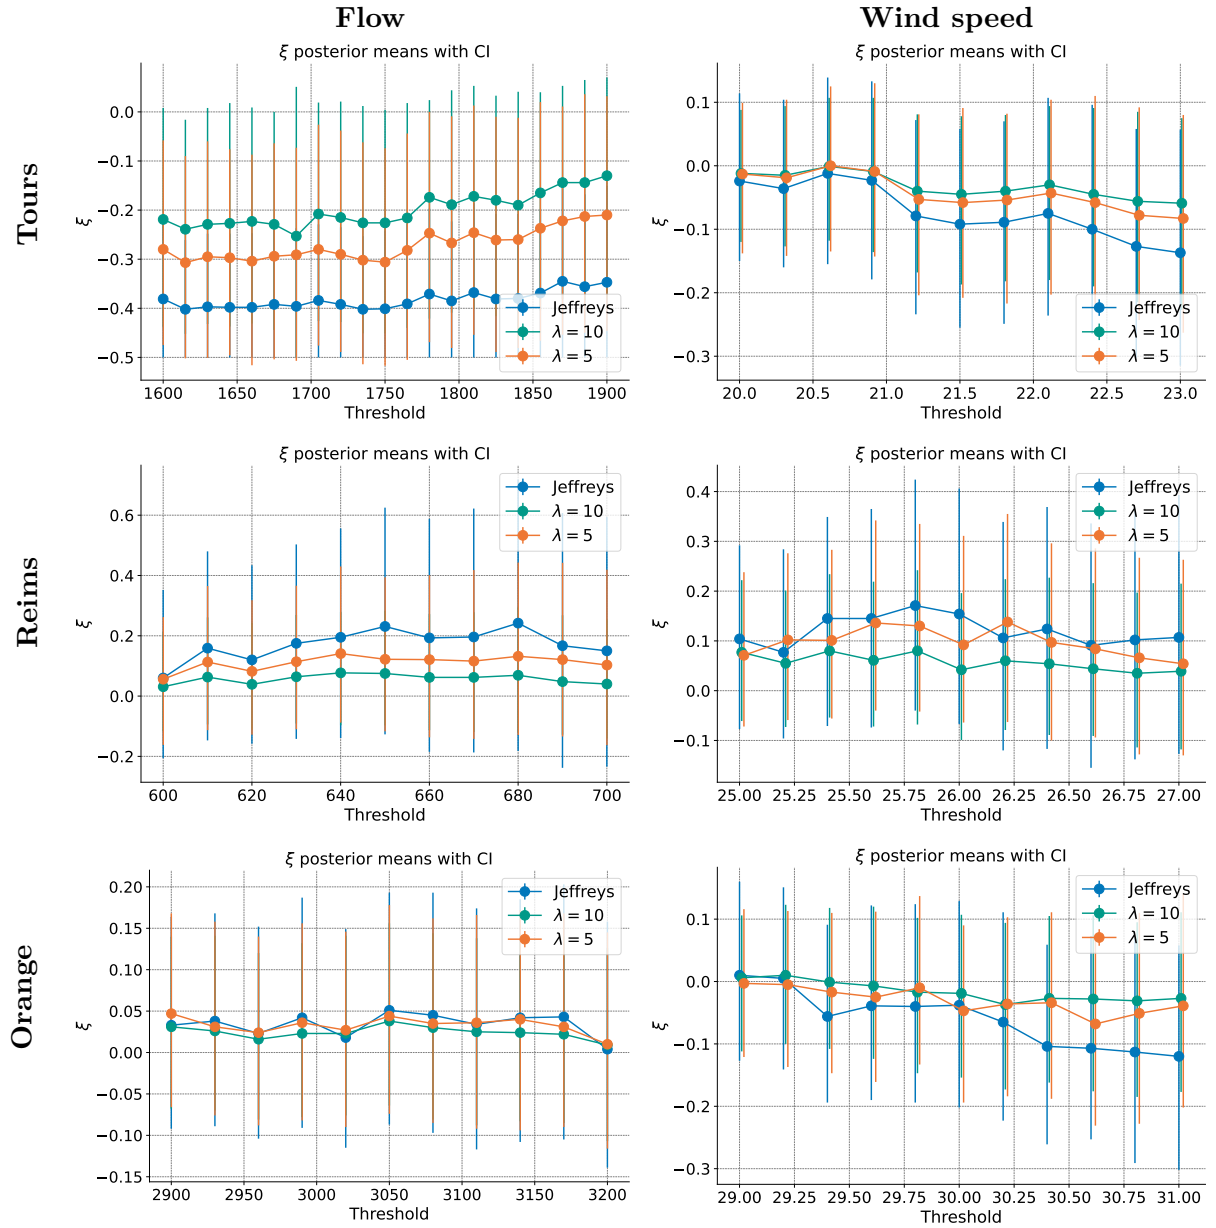 Flow
Wind speed
Tours
ξ posterior means with CI
0.0
−0.1
−0.2
−0.3
−0.4
−0.5
ξ
Jeffreys
λ = 10
λ = 5
1600 1650 1700 1750 1800 1850 1900
Threshold
ξ posterior means with CI
0.1
0.0
−0.1
−0.2
−0.3
ξ
Jeffreys
λ = 10
λ = 5
20.0 20.5 21.0 21.5 22.0 22.5 23.0
Threshold
Reims
ξ posterior means with CI
0.6
0.4
0.2
0.0
−0.2
ξ
Jeffreys
λ = 10
λ = 5
600 620 640 660 680 700
Threshold
ξ posterior means with CI
0.4
0.3
0.2
0.1
0.0
−0.1
ξ
Jeffreys
λ = 10
λ = 5
25.00 25.25 25.50 25.75 26.00 26.25 26.50 26.75 27.00
Threshold
Orange
ξ posterior means with CI
0.20
0.15
0.10
0.05
0.00
−0.05
−0.10
−0.15
ξ
Jeffreys
λ = 10
λ = 5
2900 2950 3000 3050 3100 3150 3200
Threshold
ξ posterior means with CI
0.1
0.0
−0.1
−0.2
−0.3
ξ
Jeffreys
λ = 10
λ = 5
29.00 29.25 29.50 29.75 30.00 30.25 30.50 30.75 31.00
Threshold